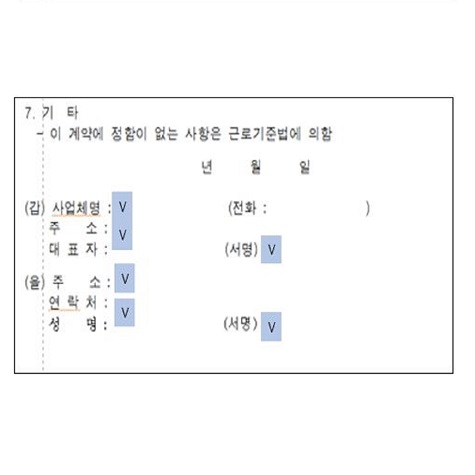 7. 기 타
- 이 계약에 정함이 없는 사항은 근로기준법에 의함
년 월 일
(갑) 사업체명 : V (전화 : )
주 소 : V
대 표 자 : (서명) V
(을) 주 소 : V
연 락 처 : V
성 명 : (서명) V